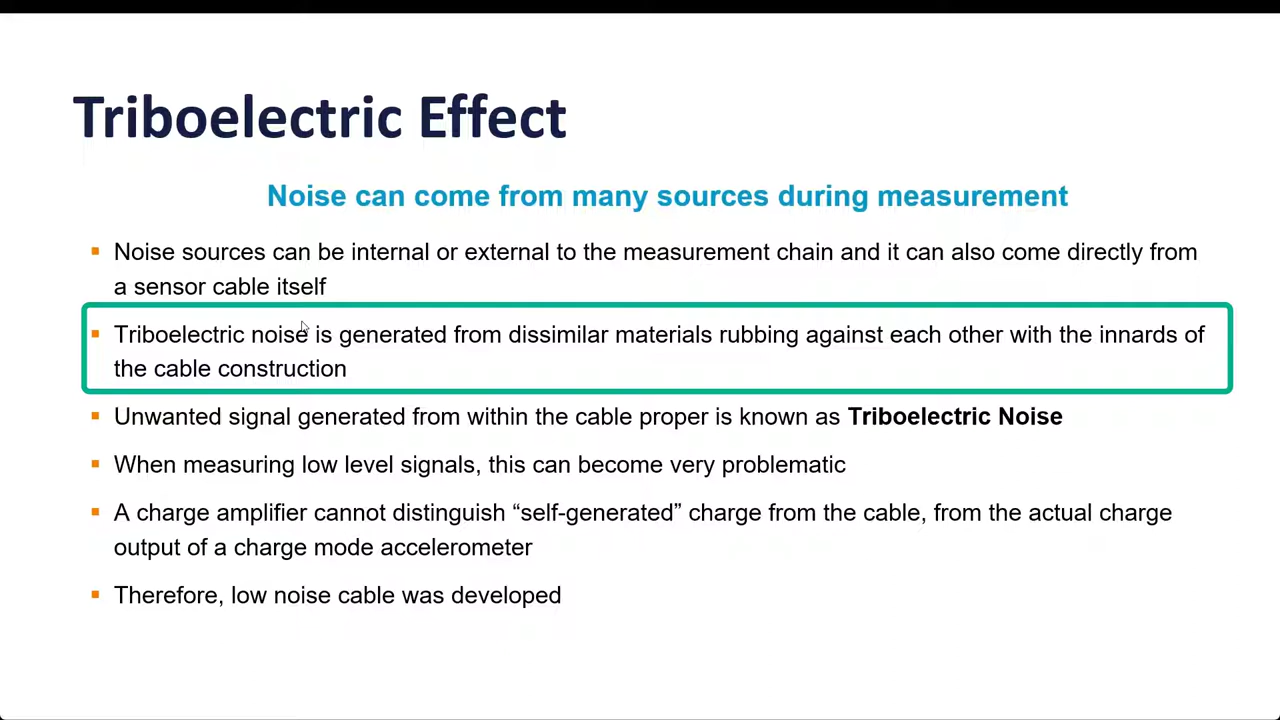 Triboelectric Effect
Noise can come from many sources during measurement
Noise sources can be internal or external to the measurement chain and it can also come directly from
a sensor cable itself
Triboelectric noise is generated from dissimilar materials rubbing against each other with the innards of
the cable construction
Unwanted signal generated from within the cable proper is known as Triboelectric Noise
When measuring low level signals, this can become very problematic
A charge amplifier cannot distinguish “self-generated” charge from the cable, from the actual charge
output of a charge mode accelerometer
Therefore, low noise cable was developed